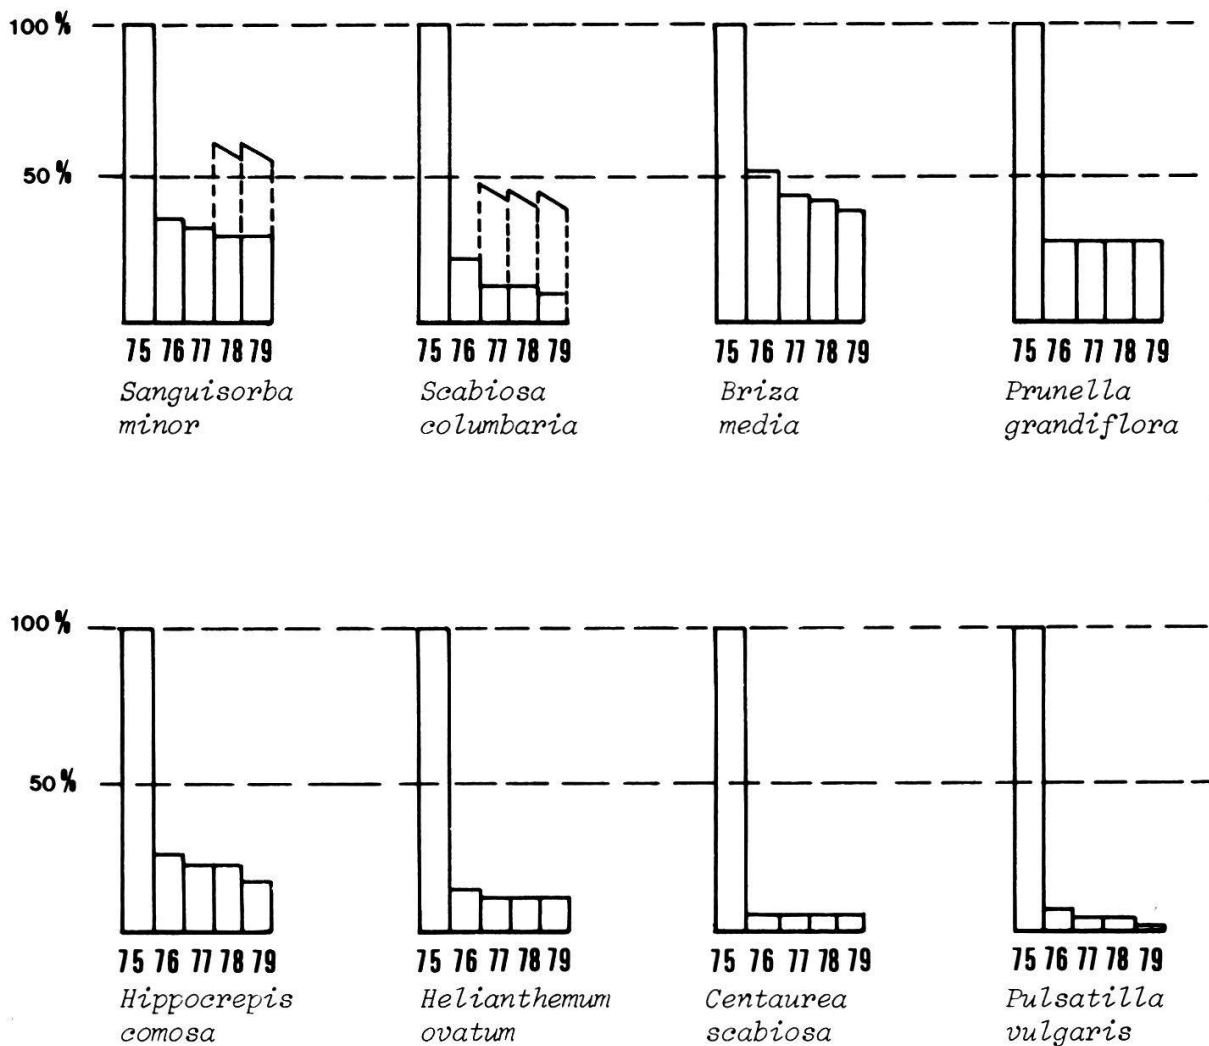 100 %
50 %
75 76 77 78 79 75 76 77 78 79 75 76 77 78 79 75 76 77 78 79
Sanguisorba Scabiosa Briza Prunella
minor columbaria media grandiflora
100 %
50 %
75 76 77 78 79 75 76 77 78 79 75 76 77 78 79 75 76 77 78 79
Hippocrepis Helianthemum Centaurea Pulsatilla
comosa ovatum scabiosa vulgaris